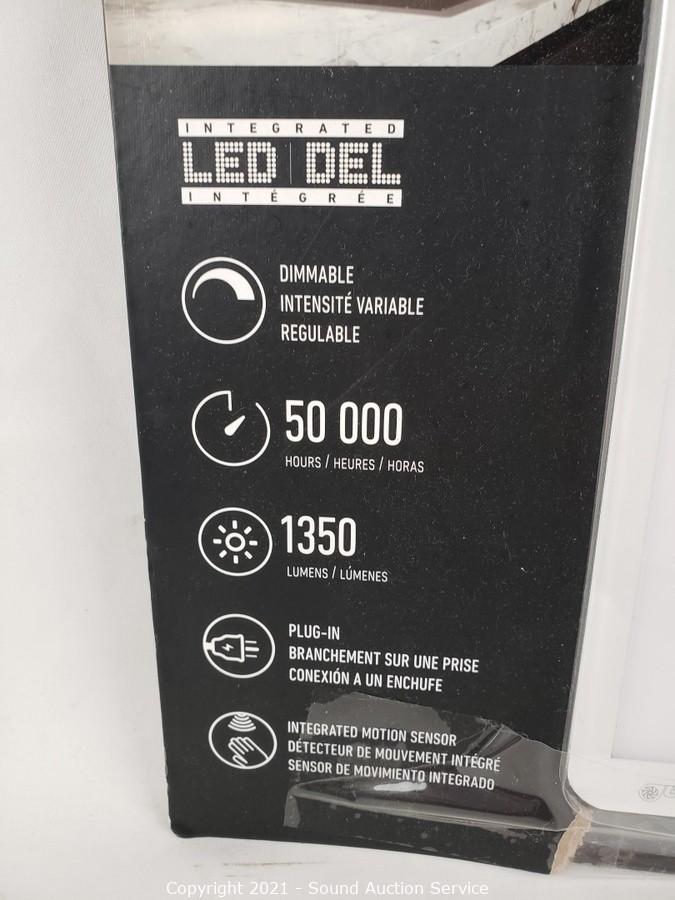 INTEGRATED
LED | DEL
INTÉGRÉE
DIMMABLE
INTENSITÉ VARIABLE
REGULABLE
50 000
HOURS / HEURES / HORAS
1350
LUMENS / LÚMENES
PLUG-IN
BRANCHEMENT SUR UNE PRISE
CONEXIÓN A UN ENCHUFE
INTEGRATED MOTION SENSOR
DÉTECTEUR DE MOUVEMENT INTÉGRÉ
SENSOR DE MOVIMIENTO INTEGRADO
Copyright 2021 - Sound Auction Service